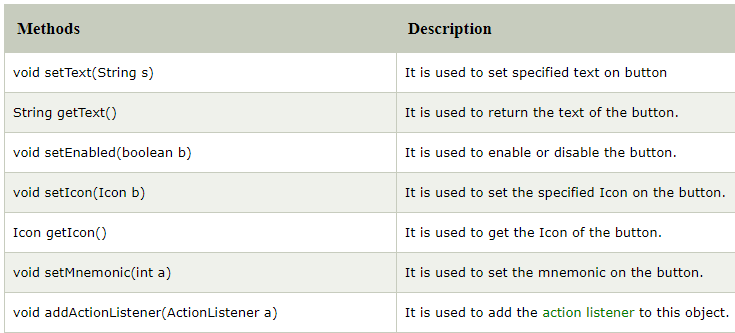 Methods Description
void setText(String s) It is used to set specified text on button
String getText() It is used to return the text of the button.
void setEnabled(boolean b) It is used to enable or disable the button.
void setIcon(Icon b) It is used to set the specified Icon on the button.
Icon getIcon() It is used to get the Icon of the button.
void setMnemonic(int a) It is used to set the mnemonic on the button.
void addActionListener(ActionListener a) It is used to add the action listener to this object.